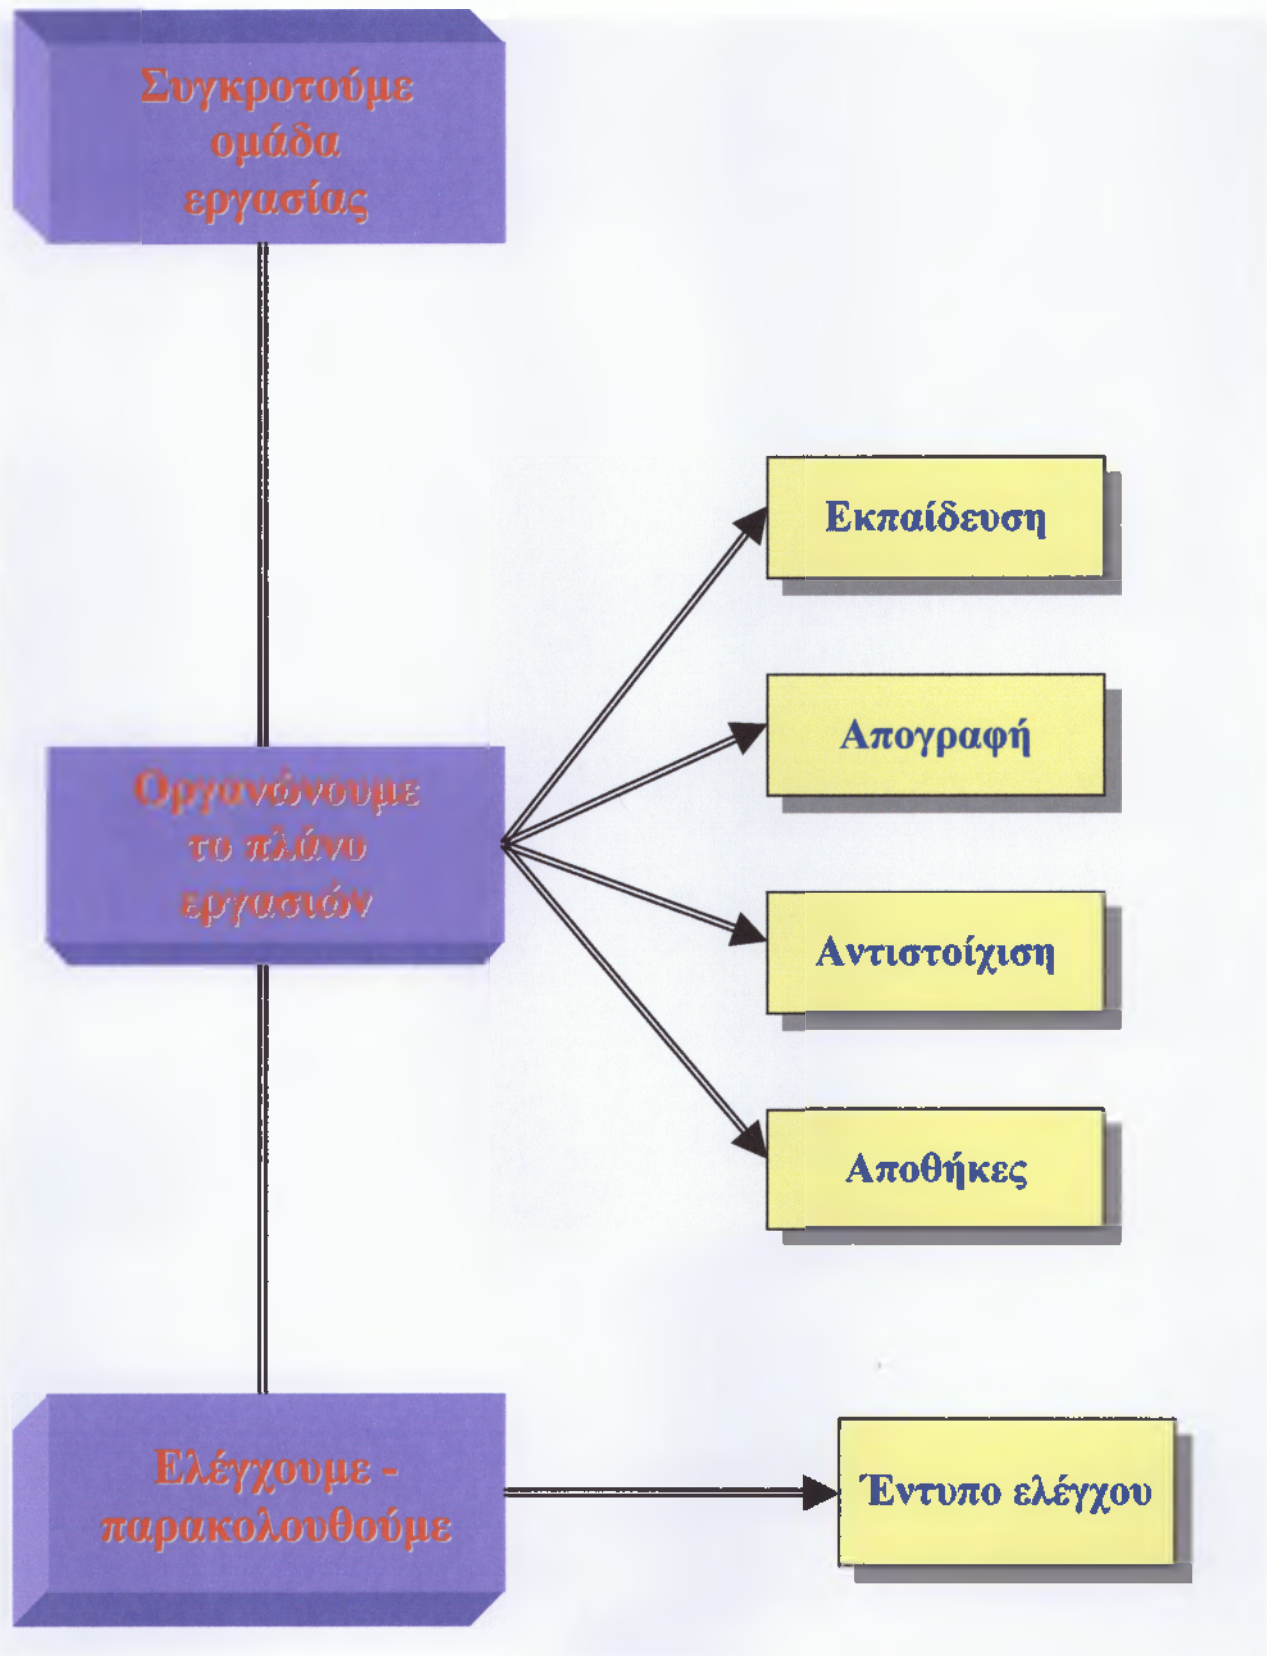 Συγκροτούμε
ομάδα
εργασίας
Εκπαίδευση
Απογραφή
Οργανώνουμε
το πλάνο
εργασιών
Αντιστοίχιση
Αποθήκες
Ελέγχουμε -
παρακολουθούμε
Έντυπο ελέγχου